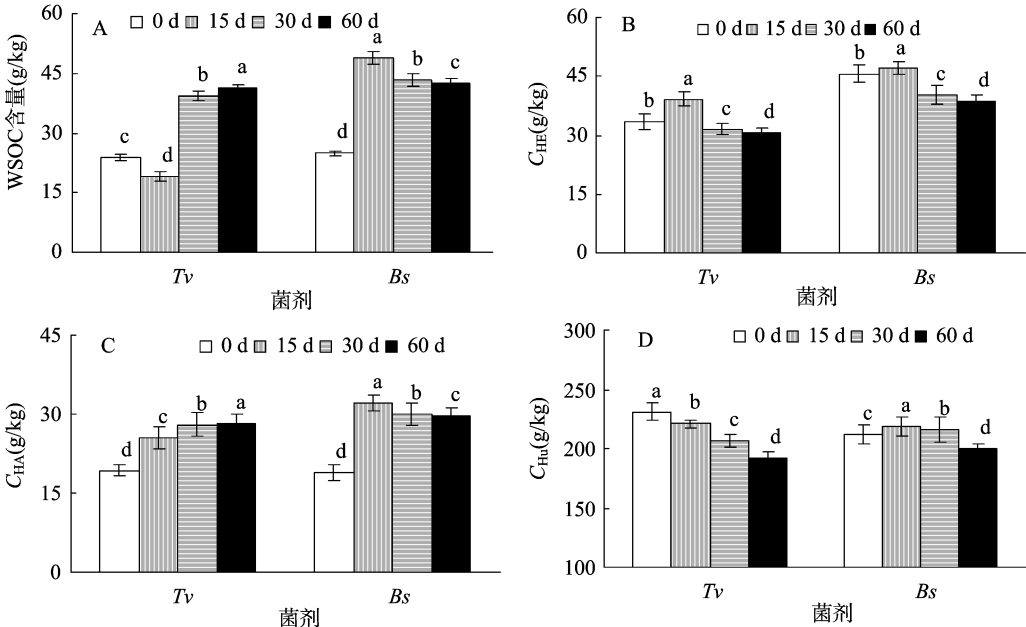 A
0 d 15 d 30 d 60 d
WSOC含量(g/kg)
60
45
30
15
0
c d b a
d a b c
Tv Bs
菌剂
B
0 d 15 d 30 d 60 d
C_HE(g/kg)
60
45
30
15
0
b a c d
b a c d
Tv Bs
菌剂
C
0 d 15 d 30 d 60 d
C_HA(g/kg)
45
30
15
0
d c b a
d a b c
Tv Bs
菌剂
D
0 d 15 d 30 d 60 d
C_Hu(g/kg)
300
250
200
150
100
a b c d
c a b d
Tv Bs
菌剂